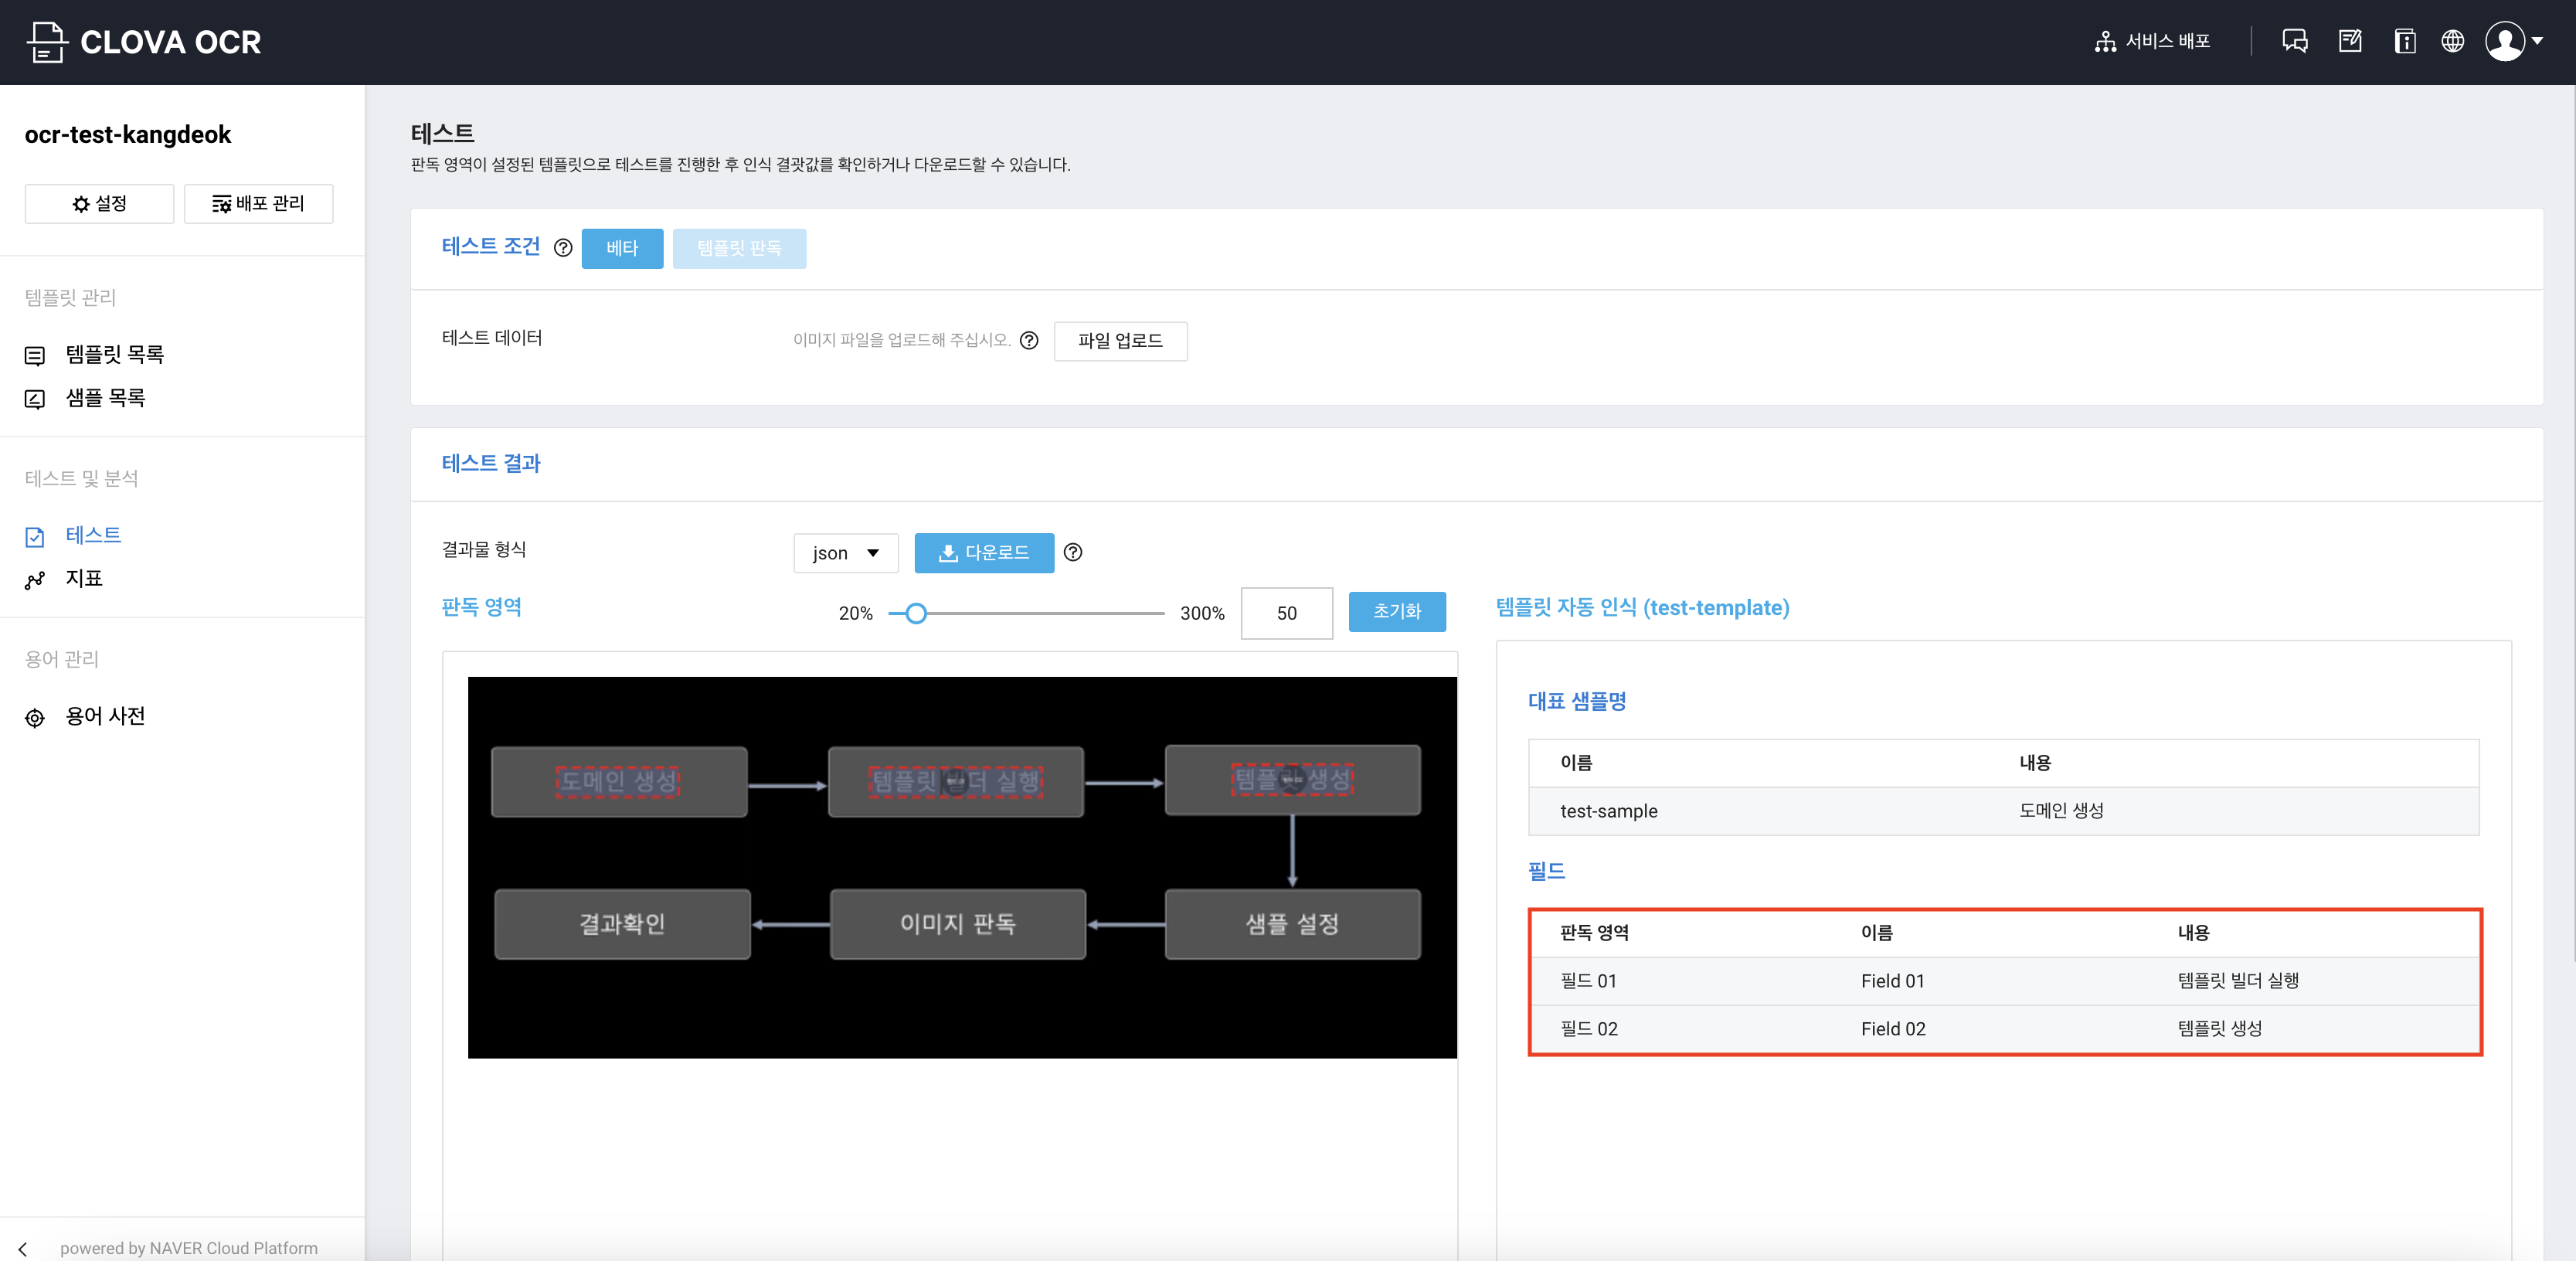 CLOVA OCR
서비스 배포
ocr-test-kangdeok
설정
배포 관리
템플릿 관리
템플릿 목록
샘플 목록
테스트 및 분석
테스트
지표
용어 관리
용어 사전
powered by NAVER Cloud Platform
테스트
판독 영역이 설정된 템플릿으로 테스트를 진행한 후 인식 결괏값를 확인하거나 다운로드할 수 있습니다.
테스트 조건
베타
템플릿 판독
테스트 데이터
이미지 파일을 업로드해 주십시오.
파일 업로드
테스트 결과
결과물 형식
json
다운로드
판독 영역
20%
300%
50
초기화
도메인 생성
템플릿 빌더 실행
템플릿 생성
결과확인
이미지 판독
샘플 설정
템플릿 자동 인식 (test-template)
대표 샘플명
이름 내용
test-sample 도메인 생성
필드
판독 영역 이름 내용
필드 01 Field 01 템플릿 빌더 실행
필드 02 Field 02 템플릿 생성